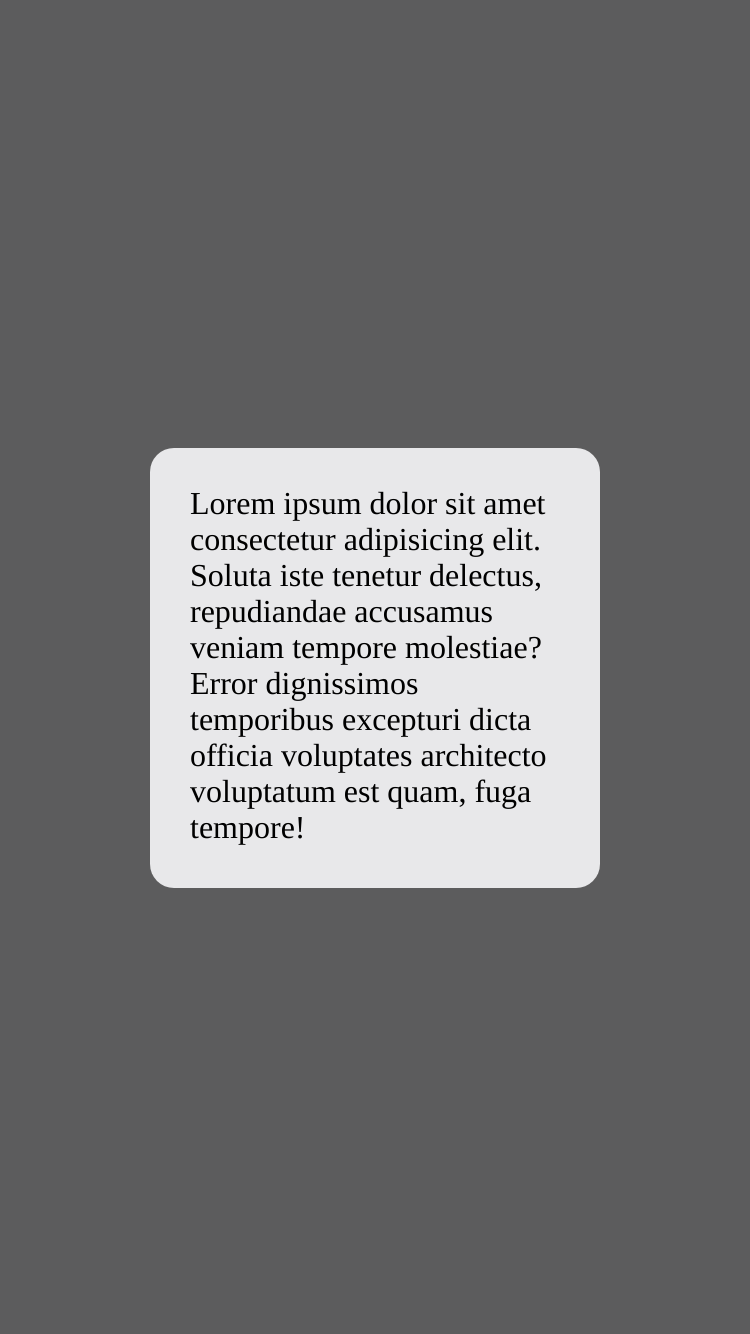 Lorem ipsum dolor sit amet
consectetur adipisicing elit.
Soluta iste tenetur delectus,
repudiandae accusamus
veniam tempore molestiae?
Error dignissimos
temporibus excepturi dicta
officia voluptates architecto
voluptatum est quam, fuga
tempore!